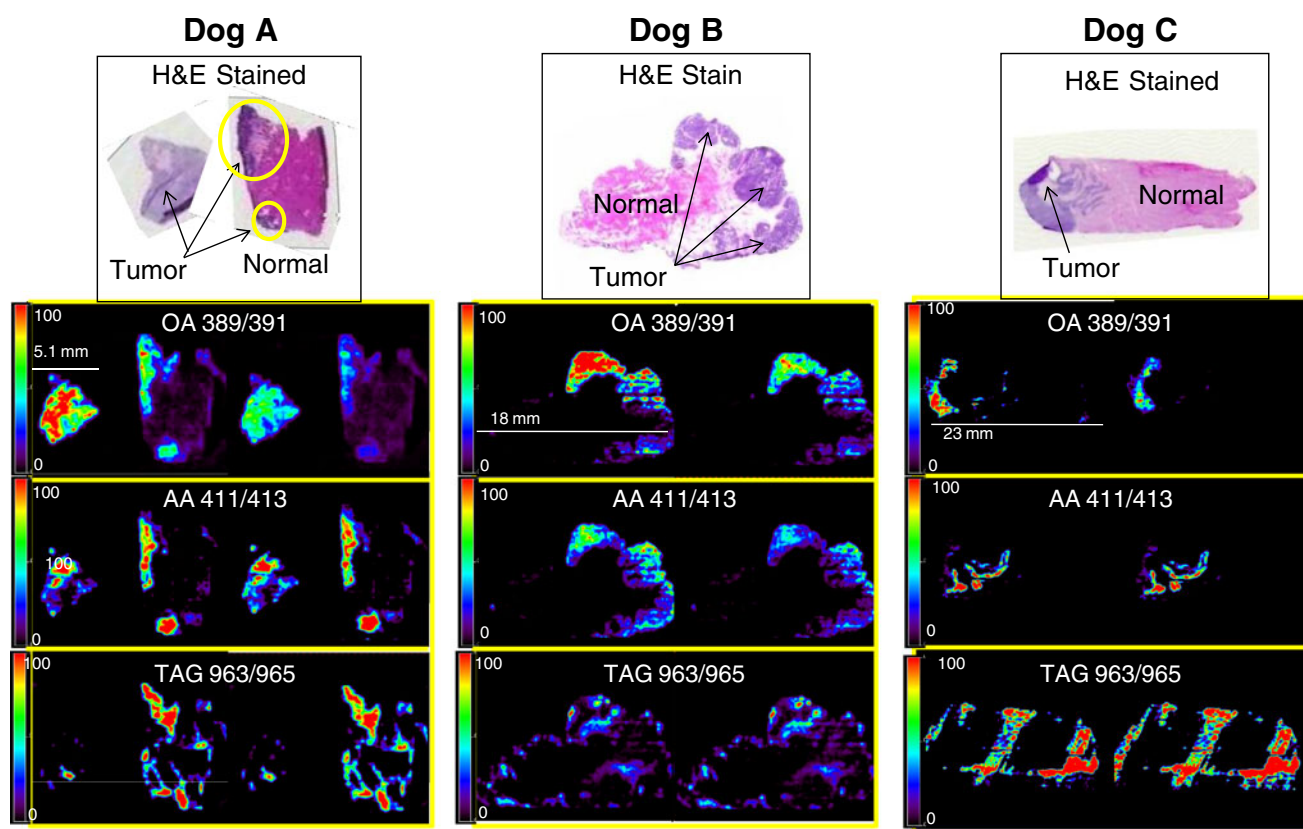 Dog A
H&E Stained
Tumor
Normal
100
OA 389/391
5.1 mm
0
100
AA 411/413
100
0
100
TAG 963/965
0
Dog B
H&E Stain
Normal
Tumor
100
OA 389/391
18 mm
0
100
AA 411/413
0
100
TAG 963/965
0
Dog C
H&E Stained
Normal
Tumor
100
OA 389/391
23 mm
0
100
AA 411/413
0
100
TAG 963/965
0